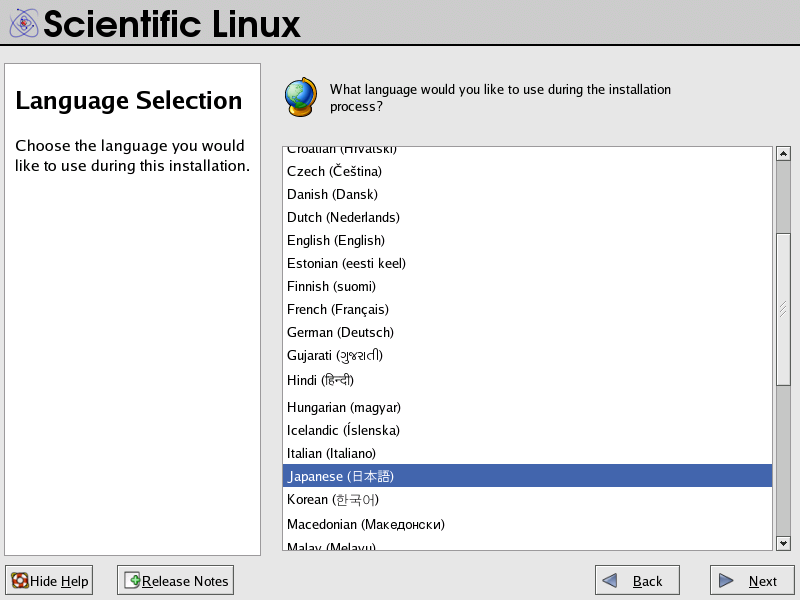 Scientific Linux
Language Selection
Choose the language you would
like to use during this installation.
What language would you like to use during the installation
process?
Croatian (Hrvatski)
Czech (Čeština)
Danish (Dansk)
Dutch (Nederlands)
English (English)
Estonian (eesti keel)
Finnish (suomi)
French (Français)
German (Deutsch)
Gujarati (ગુજરાતી)
Hindi (हिन्दी)
Hungarian (magyar)
Icelandic (Íslenska)
Italian (Italiano)
Japanese (日本語)
Korean (한국어)
Macedonian (Македонски)
Malay (Melayu)
Hide Help
Release Notes
Back
Next